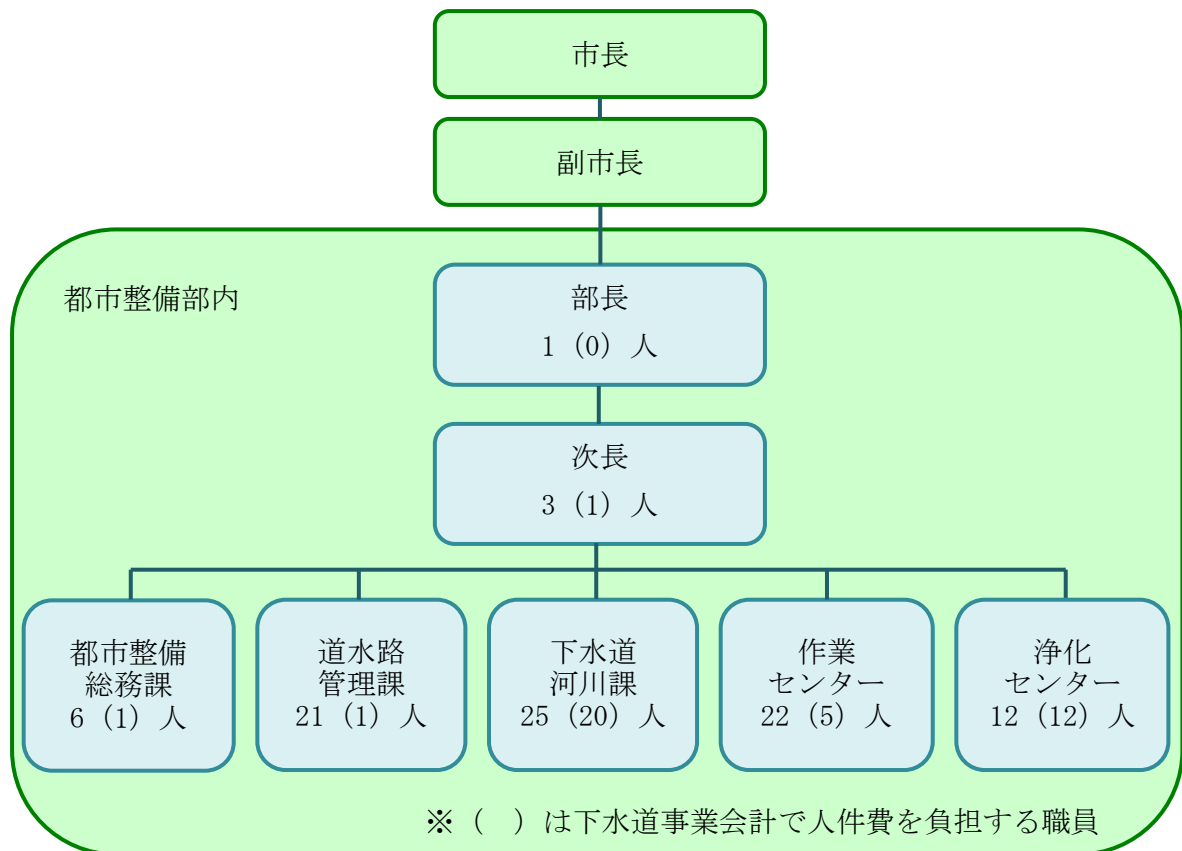 市長
副市長
都市整備部内
部長
1（0）人
次長
3（1）人
都市整備
総務課
6（1）人
道水路
管理課
21（1）人
下水道
河川課
25（20）人
作業
センター
22（5）人
浄化
センター
12（12）人
※（　）は下水道事業会計で人件費を負担する職員